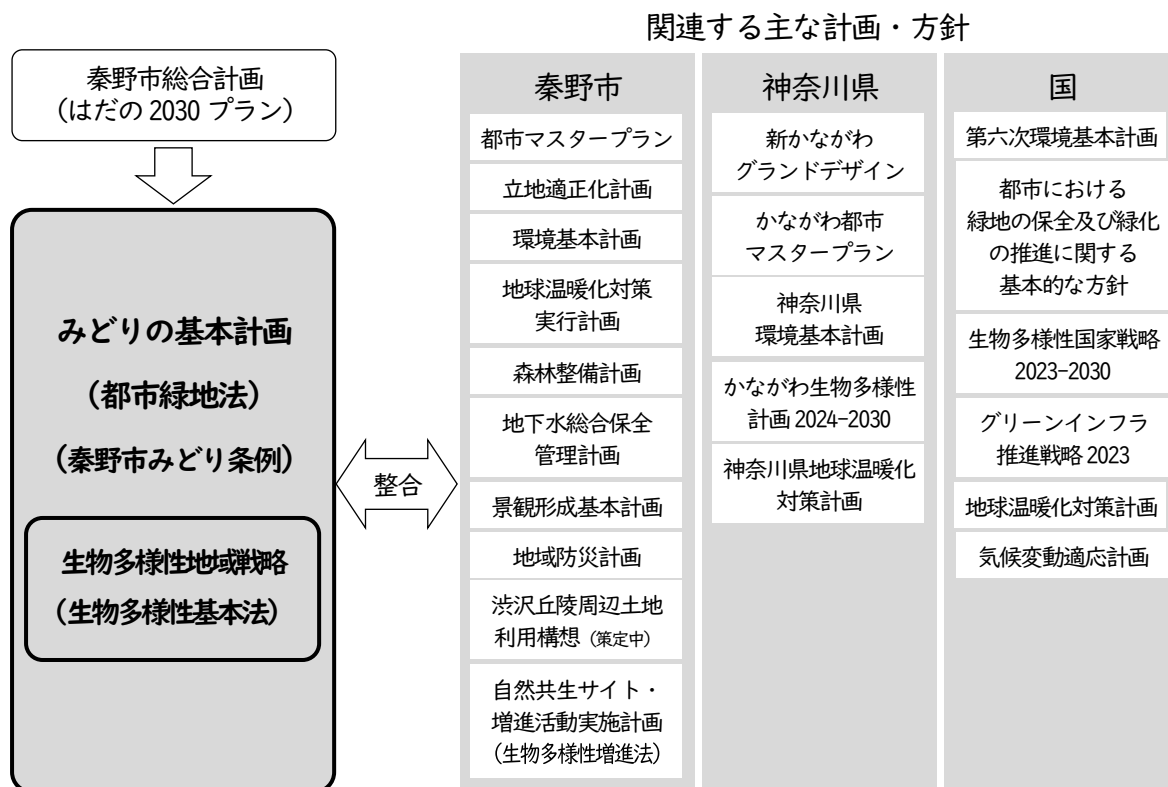 関連する主な計画・方針
秦野市総合計画
(はだの 2030 プラン)
みどりの基本計画
(都市緑地法)
(秦野市みどり条例)
生物多様性地域戦略
(生物多様性基本法)
整合
秦野市
都市マスタープラン
立地適正化計画
環境基本計画
地球温暖化対策
実行計画
森林整備計画
地下水総合保全
管理計画
景観形成基本計画
地域防災計画
渋沢丘陵周辺土地
利用構想(策定中)
自然共生サイト・
増進活動実施計画
(生物多様性増進法)
神奈川県
新かながわ
グランドデザイン
かながわ都市
マスタープラン
神奈川県
環境基本計画
かながわ生物多様性
計画 2024-2030
神奈川県地球温暖化
対策計画
国
第六次環境基本計画
都市における
緑地の保全及び緑化
の推進に関する
基本的な方針
生物多様性国家戦略
2023-2030
グリーンインフラ
推進戦略 2023
地球温暖化対策計画
気候変動適応計画